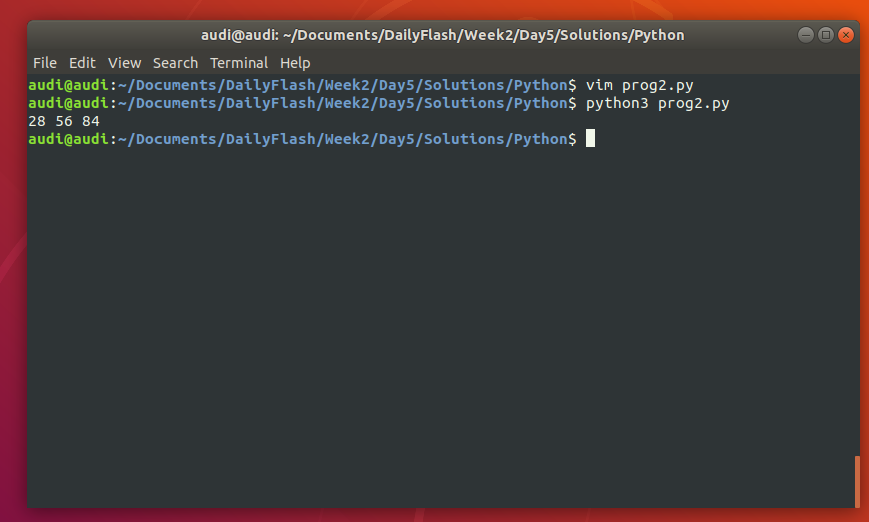 audi@audi: ~/Documents/DailyFlash/Week2/Day5/Solutions/Python
File Edit View Search Terminal Help
audi@audi:~/Documents/DailyFlash/Week2/Day5/Solutions/Python$ vim prog2.py
audi@audi:~/Documents/DailyFlash/Week2/Day5/Solutions/Python$ python3 prog2.py
28 56 84
audi@audi:~/Documents/DailyFlash/Week2/Day5/Solutions/Python$